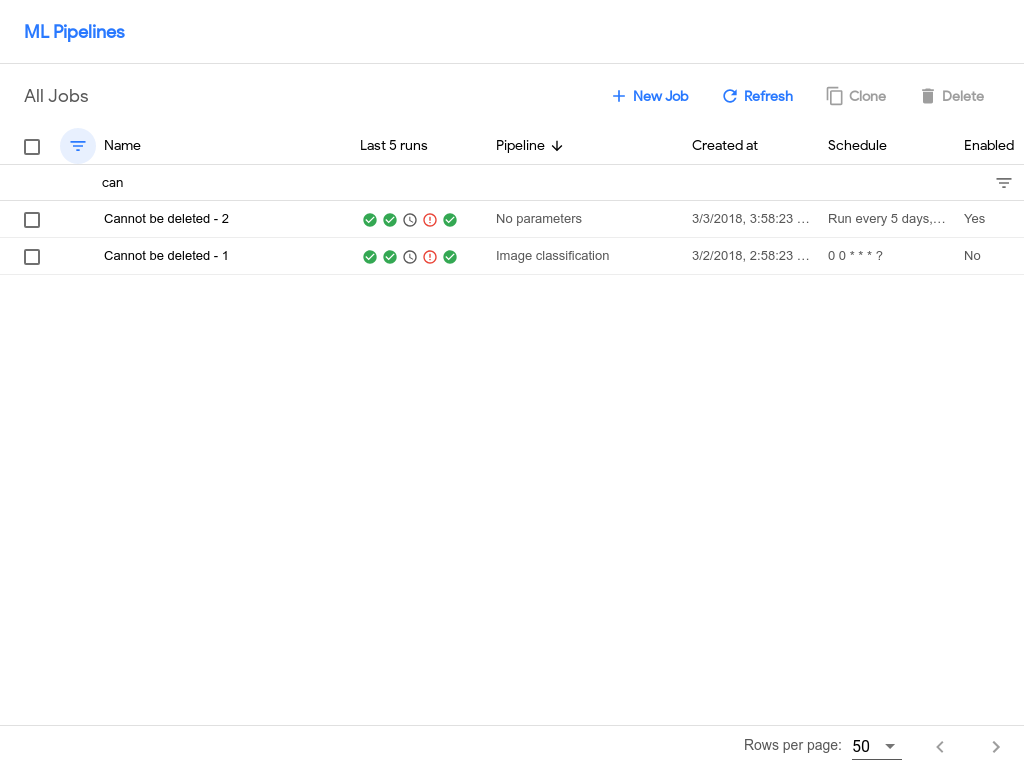 ML Pipelines
All Jobs
New Job
Refresh
Clone
Delete
Name
Last 5 runs
Pipeline
Created at
Schedule
Enabled
can
Cannot be deleted - 2
No parameters
3/3/2018, 3:58:23 ...
Run every 5 days,...
Yes
Cannot be deleted - 1
Image classification
3/2/2018, 2:58:23 ...
0 0 * * * ?
No
Rows per page:
50